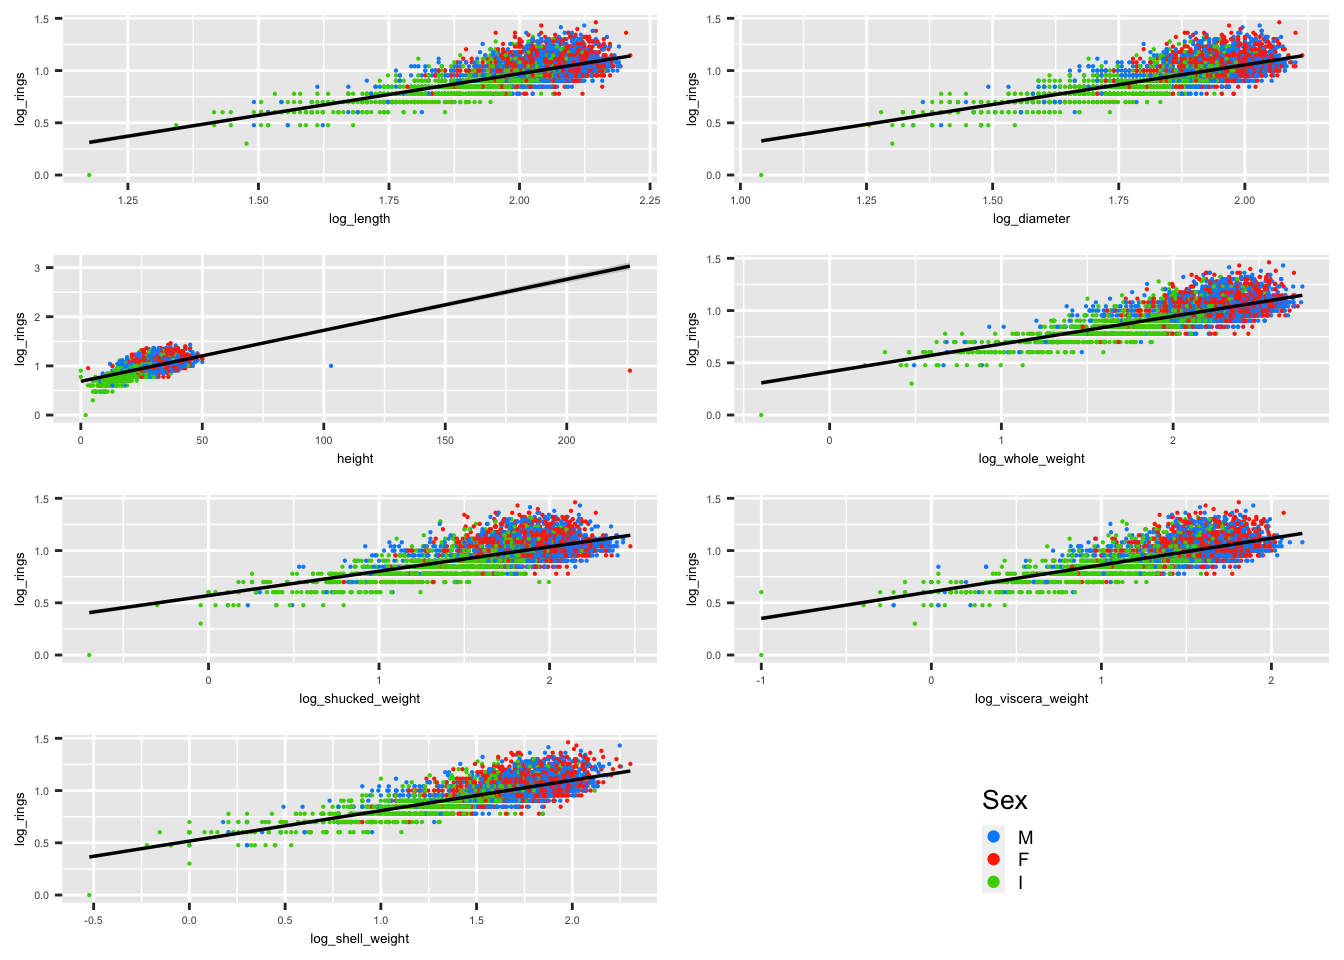 1.5
1.0
0.5
0.0
log_rings
1.25 1.50 1.75 2.00 2.25
log_length
1.5
1.0
0.5
0.0
log_rings
1.00 1.25 1.50 1.75 2.00
log_diameter
3
2
1
0
log_rings
0 50 100 150 200
height
1.5
1.0
0.5
0.0
log_rings
0 1 2
log_whole_weight
1.5
1.0
0.5
0.0
log_rings
0 1 2
log_shucked_weight
1.5
1.0
0.5
0.0
log_rings
-1 0 1 2
log_viscera_weight
1.5
1.0
0.5
0.0
log_rings
-0.5 0.0 0.5 1.0 1.5 2.0
log_shell_weight
Sex
M
F
I